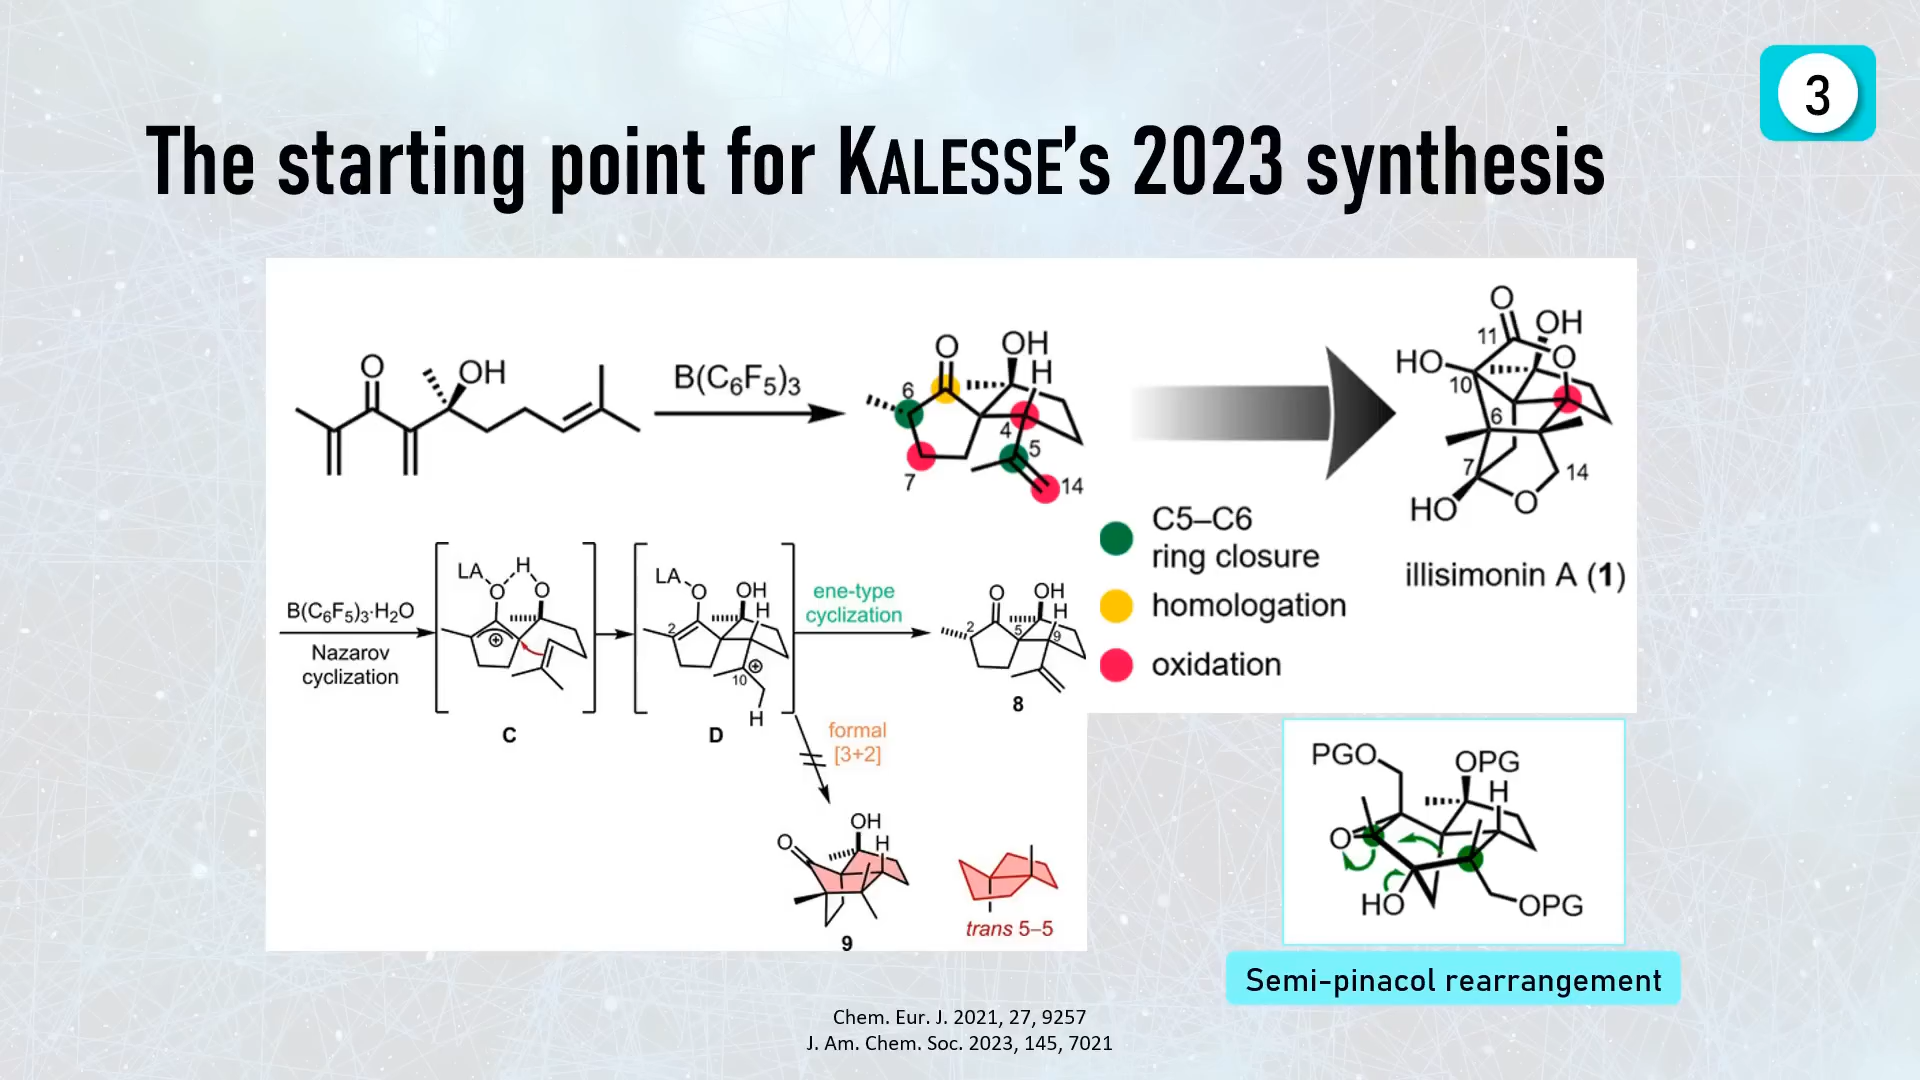 3
The starting point for KALESSE's 2023 synthesis
O
OH
B(C6F5)3
O
OH
H
6
4
5
7
14
O
OH
11
HO
O
10
6
7
14
HO
O
illisimonin A (1)
C5–C6
ring closure
homologation
oxidation
B(C6F5)3·H2O
Nazarov
cyclization
LA
H
O
O
⊕
C
LA
O
OH
H
2
10
⊕
H
D
ene-type
cyclization
formal
[3+2]
O
OH
H
2
5
9
8
O
OH
H
9
trans 5–5
PGO
OPG
H
O
HO
OPG
Semi-pinacol rearrangement
Chem. Eur. J. 2021, 27, 9257
J. Am. Chem. Soc. 2023, 145, 7021